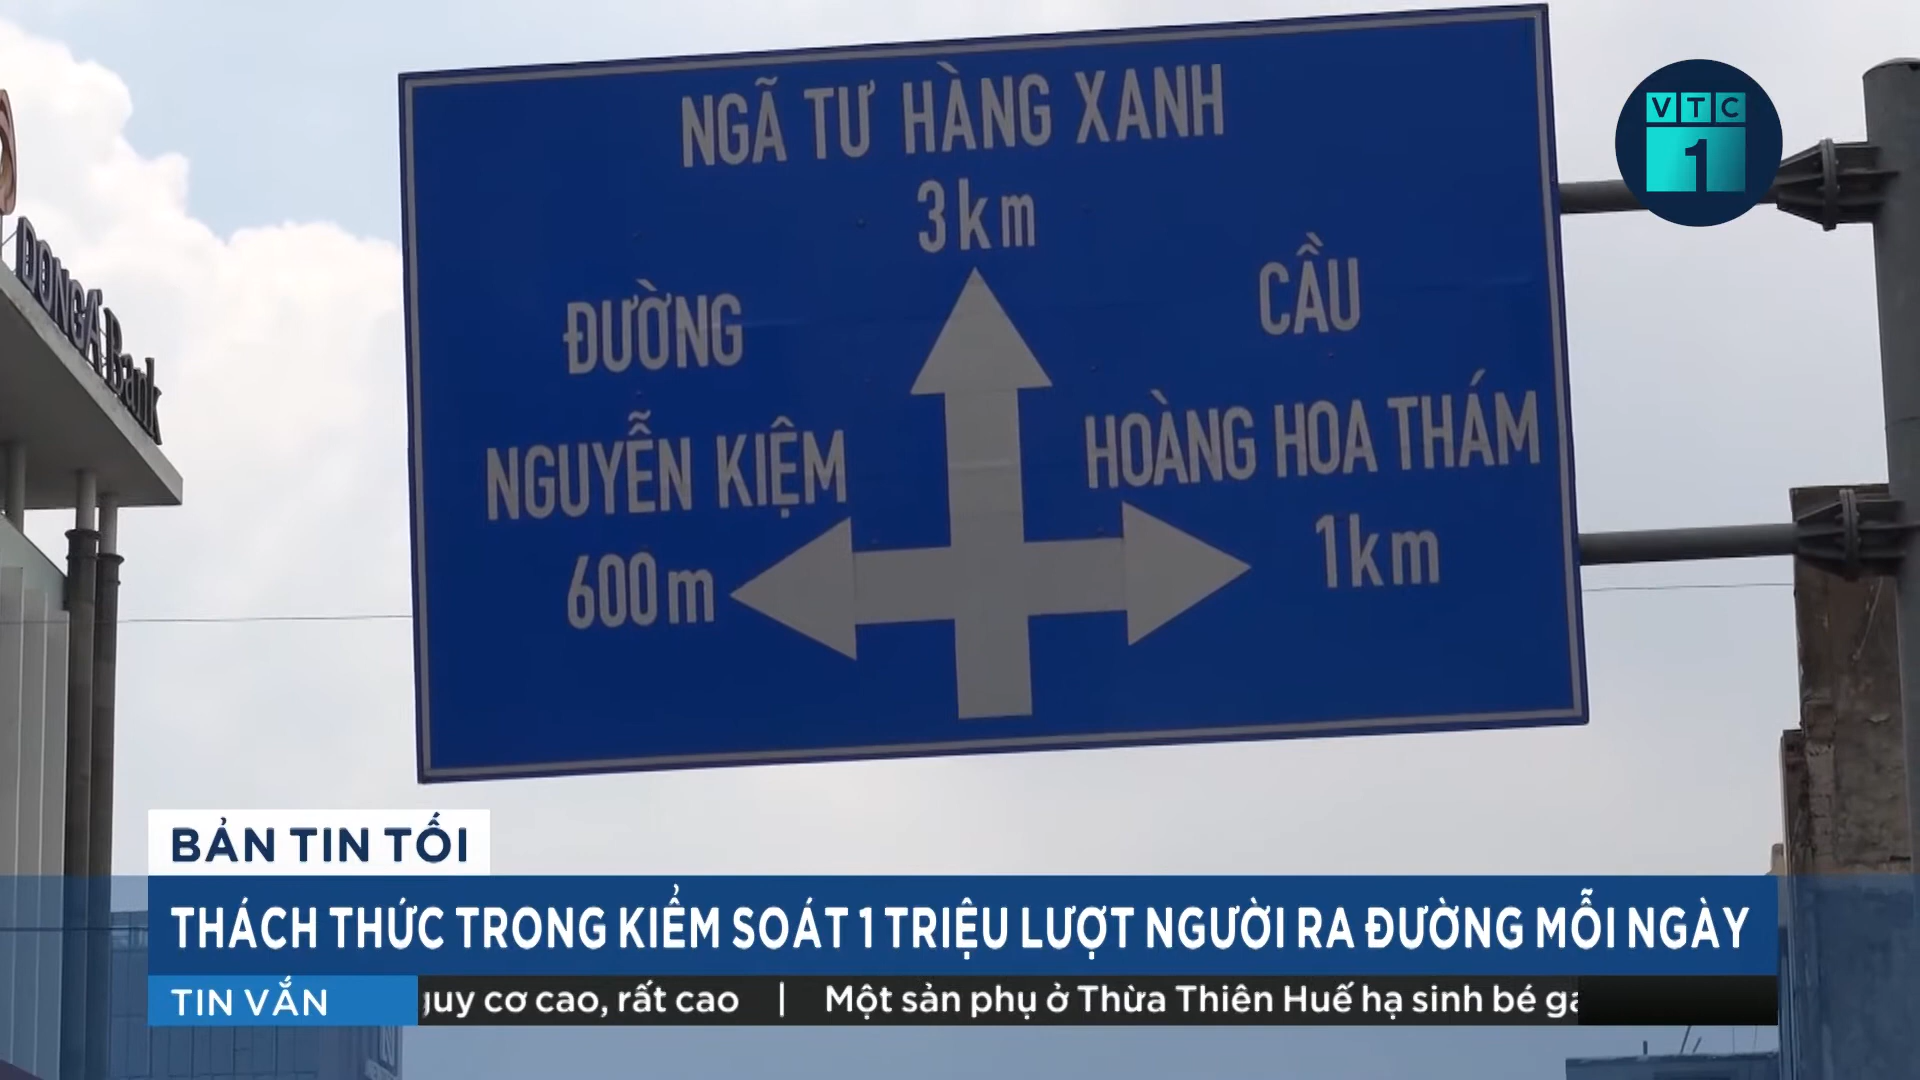 NGÃ TƯ HÀNG XANH
3km
ĐƯỜNG
NGUYỄN KIỆM
600m
CẦU
HOÀNG HOA THÁM
1km
VTC
1
ĐÔNG Á Bank
BẢN TIN TỐI
THÁCH THỨC TRONG KIỂM SOÁT 1 TRIỆU LƯỢT NGƯỜI RA ĐƯỜNG MỖI NGÀY
TIN VẮN
cơ cao, rất cao | Một sản phụ ở Thừa Thiên Huế hạ sinh bé